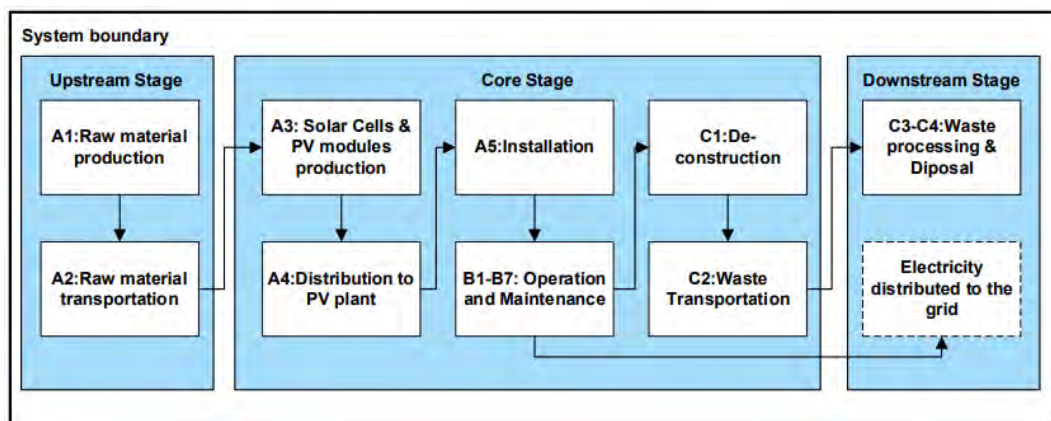 System boundary
Upstream Stage
A1:Raw material
production
A2:Raw material
transportation
Core Stage
A3: Solar Cells &
PV modules
production
A4:Distribution to
PV plant
A5:Installation
B1-B7: Operation
and Maintenance
C1:De-
construction
C2:Waste
Transportation
Downstream Stage
C3-C4:Waste
processing &
Diposal
Electricity
distributed to the
grid